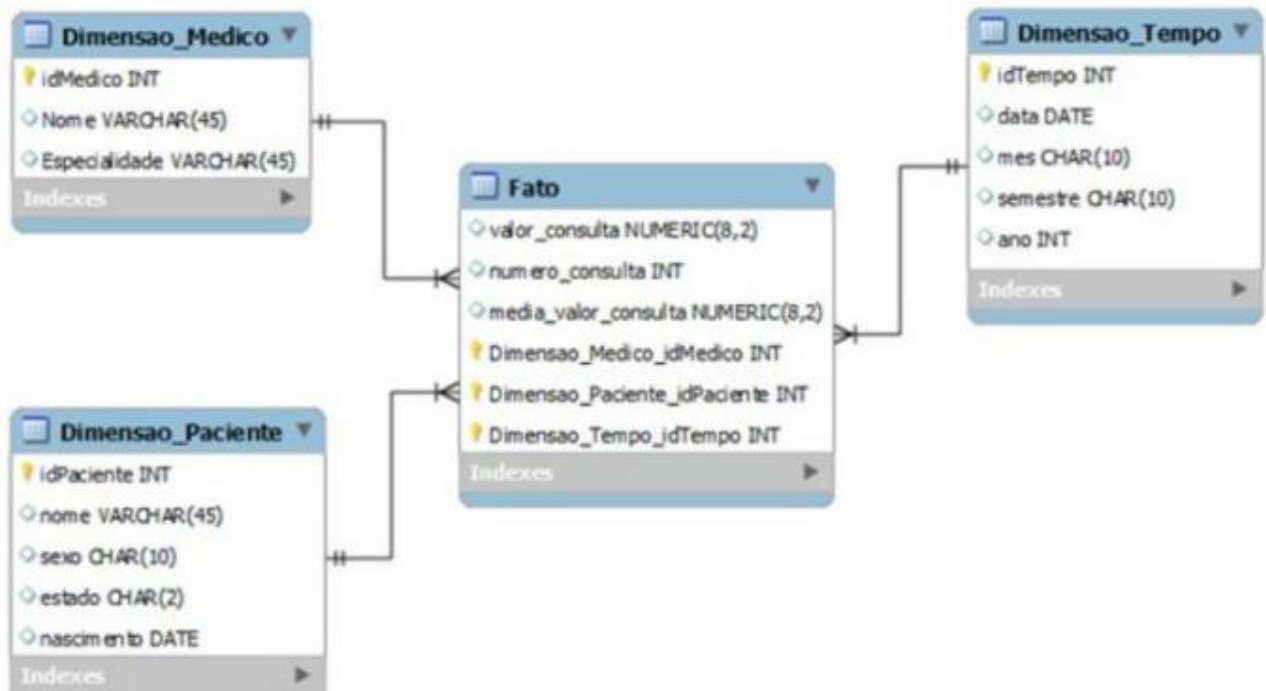 Dimensao_Medico
idMedico INT
Nome VARCHAR(45)
Especialidade VARCHAR(45)
Indexes
Dimensao_Tempo
idTempo INT
data DATE
mes CHAR(10)
semestre CHAR(10)
ano INT
Indexes
Fato
valor_consulta NUMERIC(8,2)
numero_consulta INT
media_valor_consulta NUMERIC(8,2)
Dimensao_Medico_idMedico INT
Dimensao_Paciente_idPaciente INT
Dimensao_Tempo_idTempo INT
Indexes
Dimensao_Paciente
idPaciente INT
nome VARCHAR(45)
sexo CHAR(10)
estado CHAR(2)
nascimento DATE
Indexes